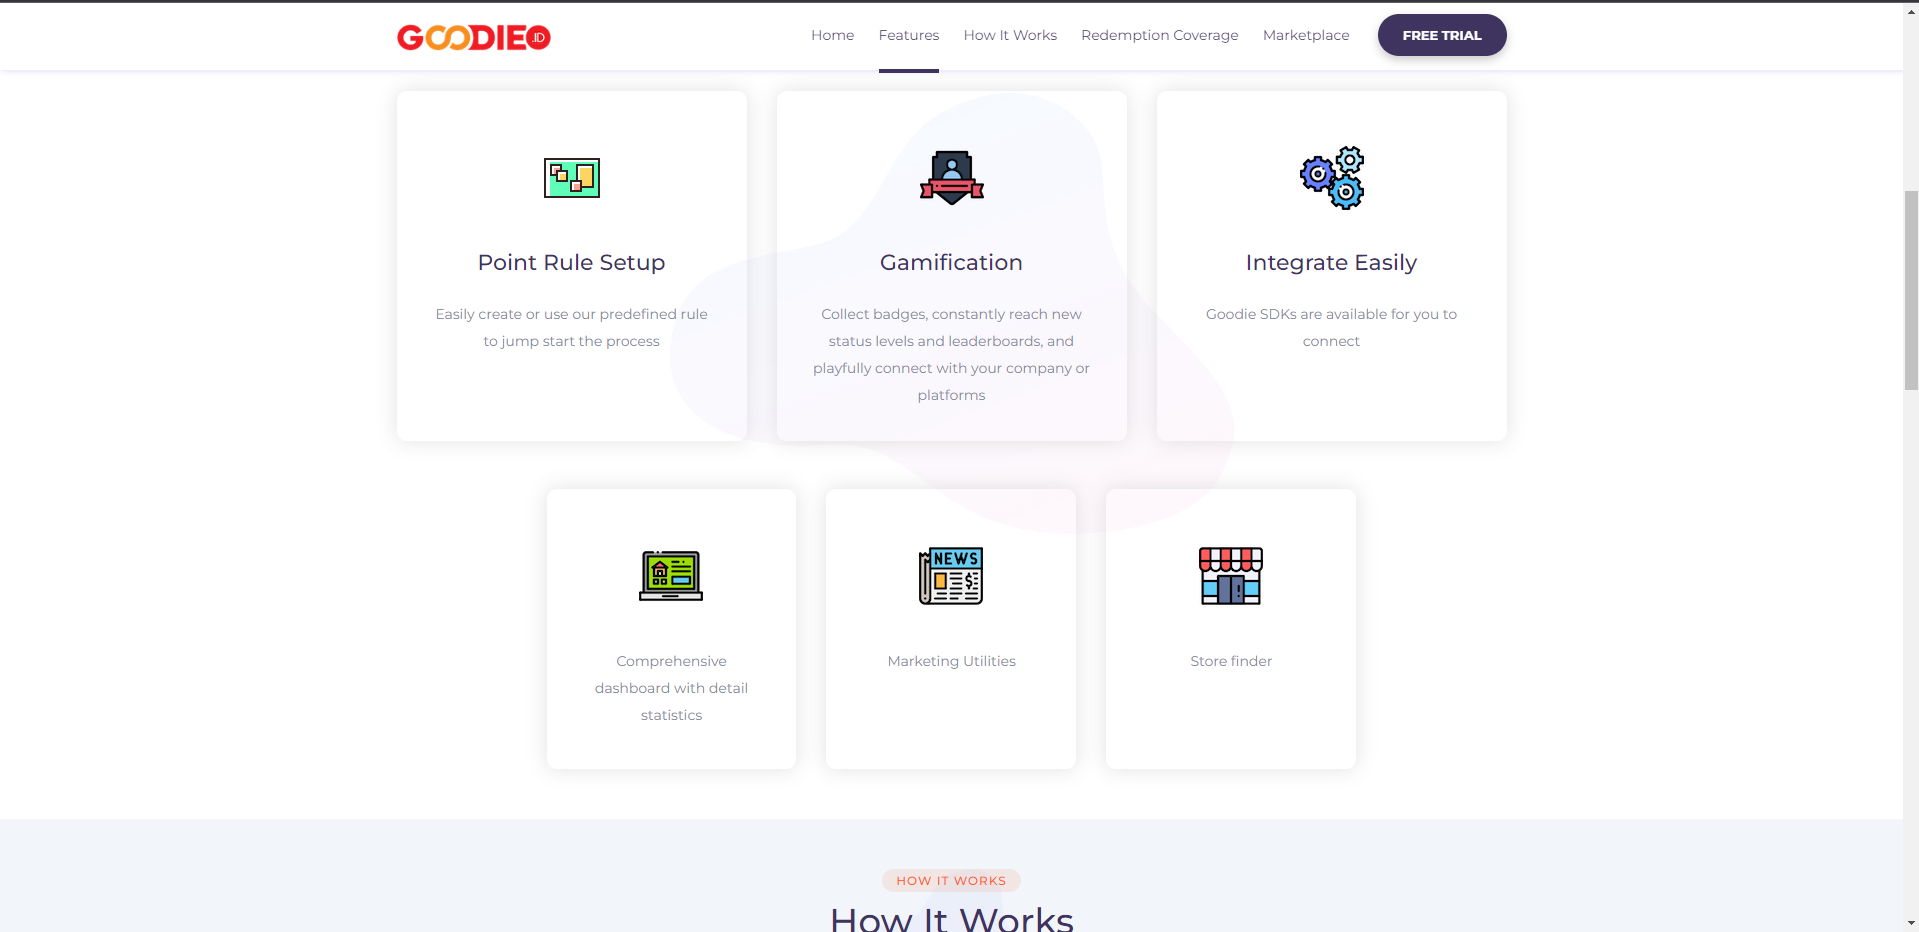 GOODIE.ID
Home
Features
How It Works
Redemption Coverage
Marketplace
FREE TRIAL
Point Rule Setup
Easily create or use our predefined rule
to jump start the process
Gamification
Collect badges, constantly reach new
status levels and leaderboards, and
playfully connect with your company or
platforms
Integrate Easily
Goodie SDKs are available for you to
connect
Comprehensive
dashboard with detail
statistics
NEWS
$
Marketing Utilities
Store finder
HOW IT WORKS
How It Works